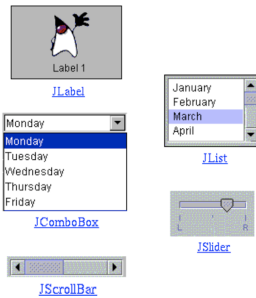 Label 1
JLabel
Monday
Monday
Tuesday
Wednesday
Thursday
Friday
JComboBox
JScrollBar
January
February
March
April
JList
L R
JSlider